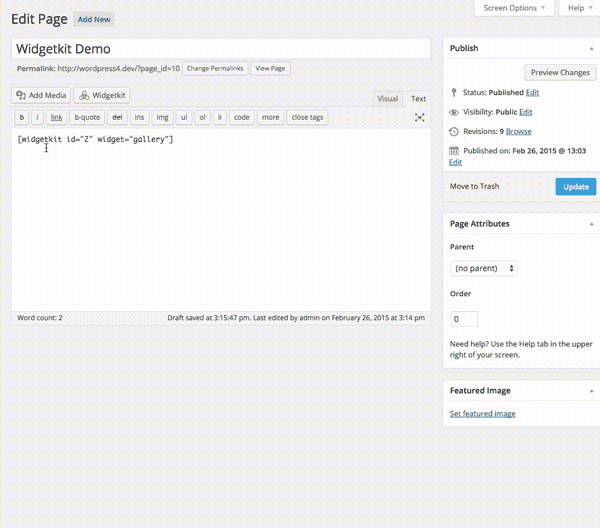 Screen Options Help
Edit Page Add New
Widgetkit Demo
Permalink: http://wordpress4.dev/?page_id=10 Change Permalinks View Page
Add Media Widgetkit
Visual Text
b i link b-quote del ins img ul ol li code more close tags
[widgetkit id="2" widget="gallery"]
Word count: 2 Draft saved at 3:15:47 pm. Last edited by admin on February 26, 2015 at 3:14 pm
Publish
Preview Changes
Status: Published Edit
Visibility: Public Edit
Revisions: 9 Browse
Published on: Feb 26, 2015 @ 13:03
Edit
Move to Trash Update
Page Attributes
Parent
(no parent)
Order
0
Need help? Use the Help tab in the upper
right of your screen.
Featured Image
Set featured image